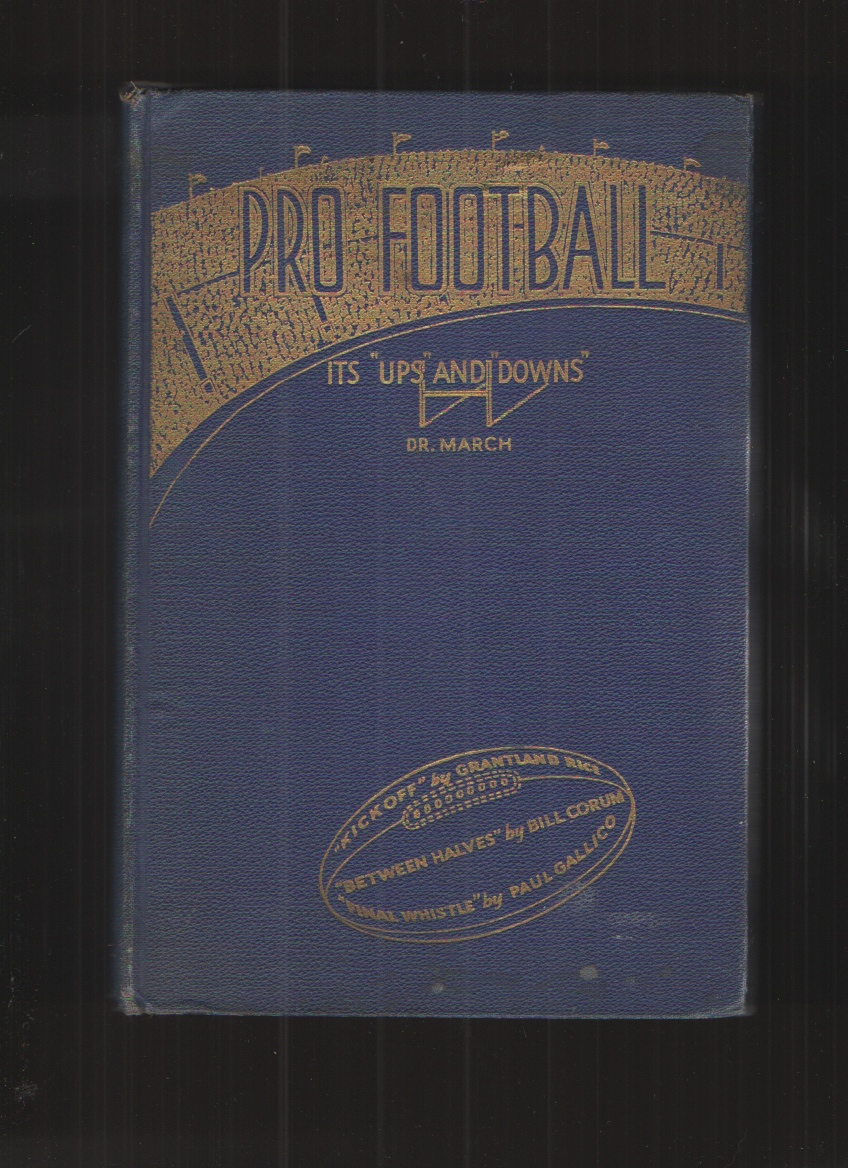 PRO FOOTBALL
ITS "UPS" AND "DOWNS"
DR. MARCH
"KICKOFF" by GRANTLAND RICE
"BETWEEN HALVES" by BILL CORUM
"FINAL WHISTLE" by PAUL GALLICO